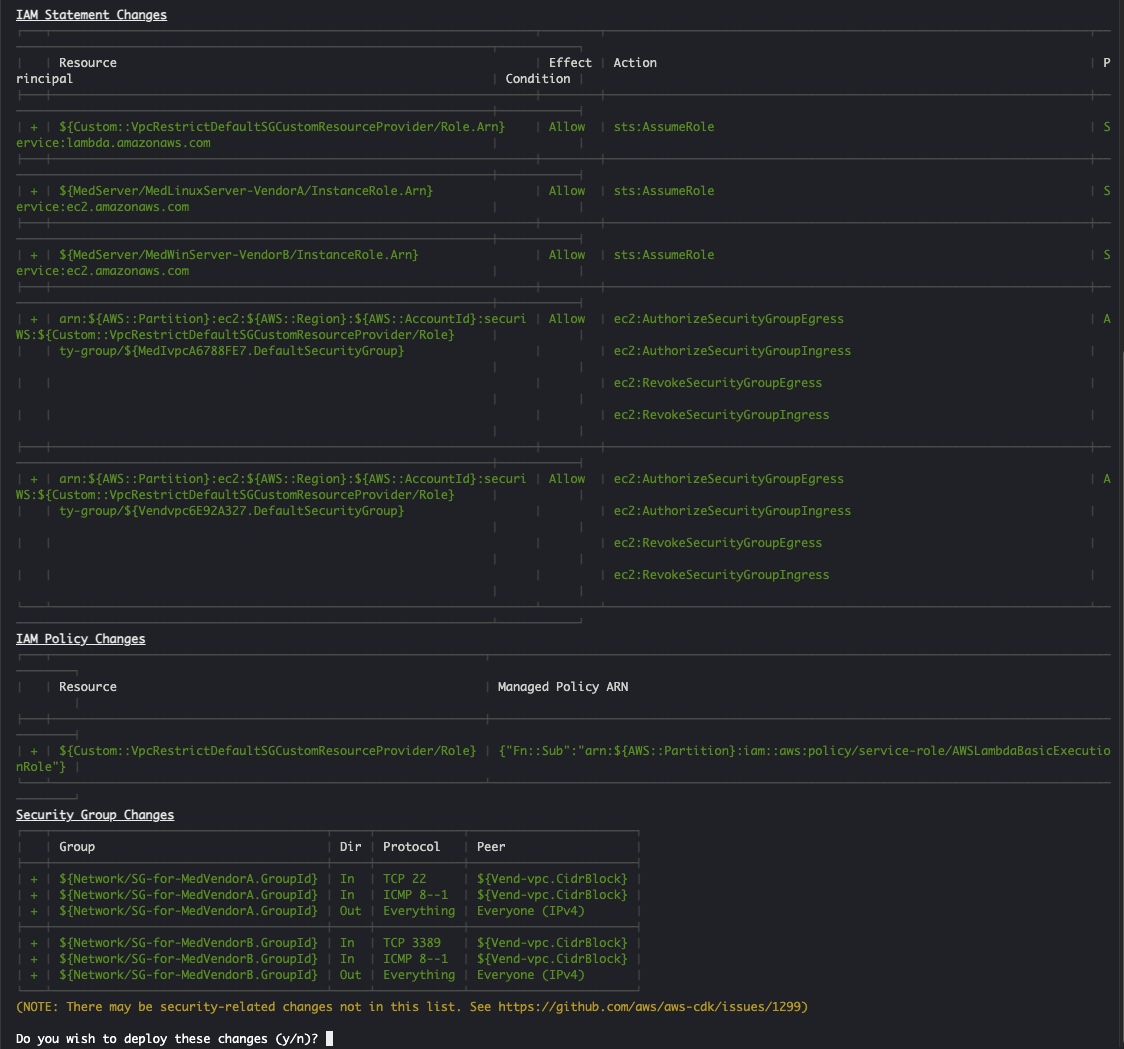 IAM Statement Changes
Resource Effect Action P
rincipal Condition
+ ${Custom::VpcRestrictDefaultSGCustomResourceProvider/Role.Arn} Allow sts:AssumeRole S
ervice:lambda.amazonaws.com
+ ${MedServer/MedLinuxServer-VendorA/InstanceRole.Arn} Allow sts:AssumeRole S
ervice:ec2.amazonaws.com
+ ${MedServer/MedWinServer-VendorB/InstanceRole.Arn} Allow sts:AssumeRole S
ervice:ec2.amazonaws.com
+ arn:${AWS::Partition}:ec2:${AWS::Region}:${AWS::AccountId}:securi Allow ec2:AuthorizeSecurityGroupEgress A
WS:${Custom::VpcRestrictDefaultSGCustomResourceProvider/Role}
ty-group/${MedIvpcA6788FE7.DefaultSecurityGroup} ec2:AuthorizeSecurityGroupIngress
ec2:RevokeSecurityGroupEgress
ec2:RevokeSecurityGroupIngress
+ arn:${AWS::Partition}:ec2:${AWS::Region}:${AWS::AccountId}:securi Allow ec2:AuthorizeSecurityGroupEgress A
WS:${Custom::VpcRestrictDefaultSGCustomResourceProvider/Role}
ty-group/${Vendvpc6E92A327.DefaultSecurityGroup} ec2:AuthorizeSecurityGroupIngress
ec2:RevokeSecurityGroupEgress
ec2:RevokeSecurityGroupIngress
IAM Policy Changes
Resource Managed Policy ARN
+ ${Custom::VpcRestrictDefaultSGCustomResourceProvider/Role} {"Fn::Sub":"arn:${AWS::Partition}:iam::aws:policy/service-role/AWSLambdaBasicExecutio
nRole"}
Security Group Changes
Group Dir Protocol Peer
+ ${Network/SG-for-MedVendorA.GroupId} In TCP 22 ${Vend-vpc.CidrBlock}
+ ${Network/SG-for-MedVendorA.GroupId} In ICMP 8--1 ${Vend-vpc.CidrBlock}
+ ${Network/SG-for-MedVendorA.GroupId} Out Everything Everyone (IPv4)
+ ${Network/SG-for-MedVendorB.GroupId} In TCP 3389 ${Vend-vpc.CidrBlock}
+ ${Network/SG-for-MedVendorB.GroupId} In ICMP 8--1 ${Vend-vpc.CidrBlock}
+ ${Network/SG-for-MedVendorB.GroupId} Out Everything Everyone (IPv4)
(NOTE: There may be security-related changes not in this list. See https://github.com/aws/aws-cdk/issues/1299)
Do you wish to deploy these changes (y/n)?